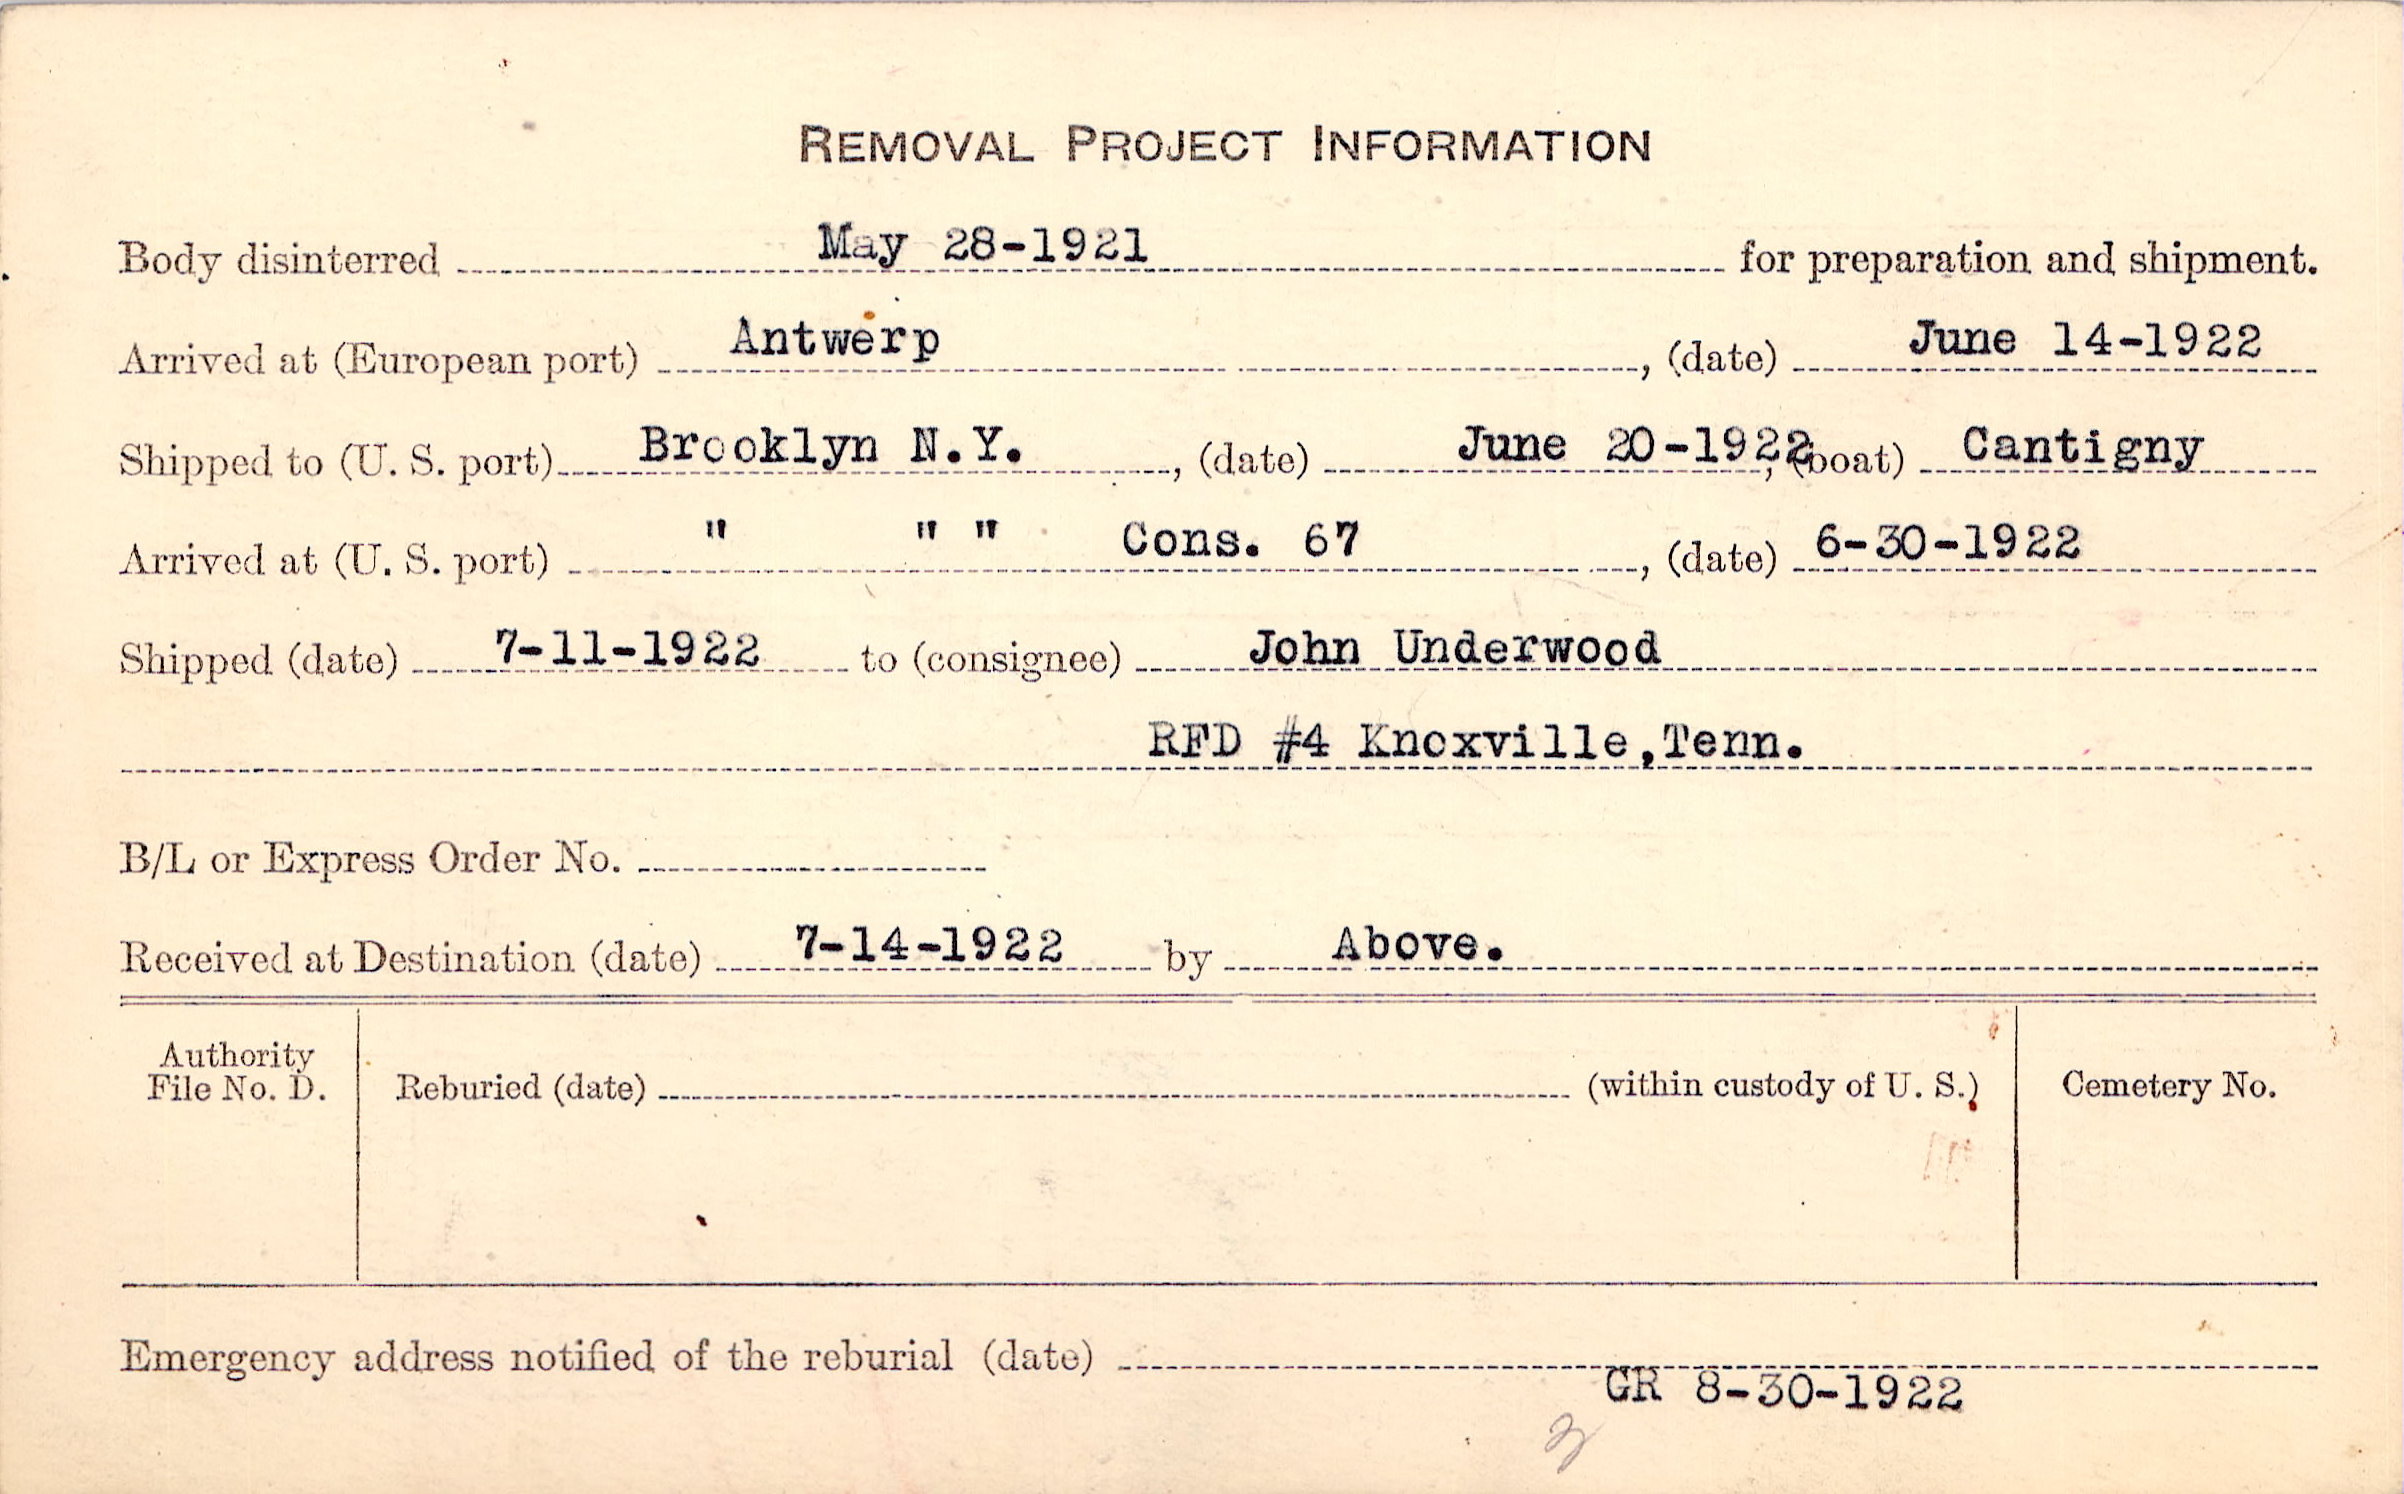 REMOVAL PROJECT INFORMATION
Body disinterred May 28-1921 for preparation and shipment.
Arrived at (European port) Antwerp, (date) June 14-1922
Shipped to (U. S. port) Brooklyn N.Y., (date) June 20-1922, (boat) Cantigny
Arrived at (U. S. port) " " " Cons. 67, (date) 6-30-1922
Shipped (date) 7-11-1922 to (consignee) John Underwood
RFD #4 Knoxville,Tenn.
B/L or Express Order No.
Received at Destination (date) 7-14-1922 by Above.
Authority
File No. D.
Reburied (date) (within custody of U. S.)
Cemetery No.
Emergency address notified of the reburial (date)
GR 8-30-1922